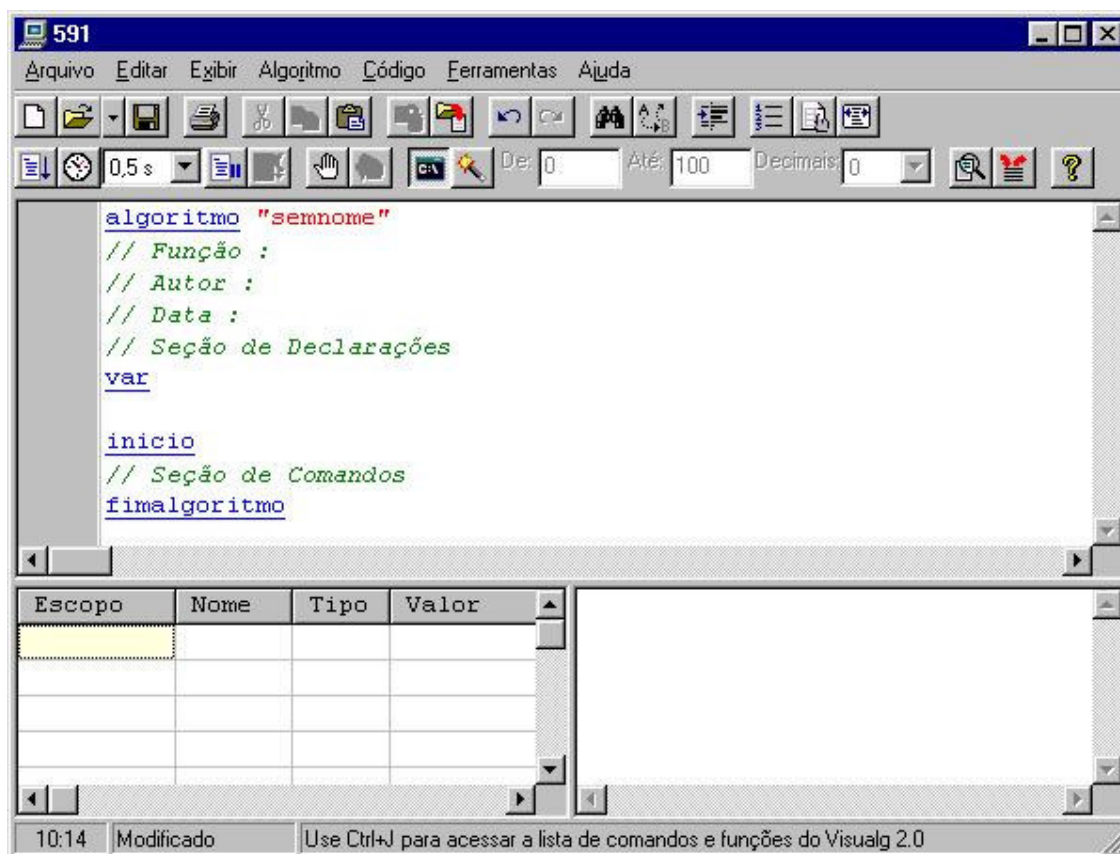 591
Arquivo Editar Exibir Algoritmo Código Ferramentas Ajuda
0,5 s De: 0 Até: 100 Decimais: 0
algoritmo "semnome"
// Função :
// Autor :
// Data :
// Seção de Declarações
var
inicio
// Seção de Comandos
fimalgoritmo
Escopo Nome Tipo Valor
10:14 Modificado Use Ctrl+J para acessar a lista de comandos e funções do Visualg 2.0